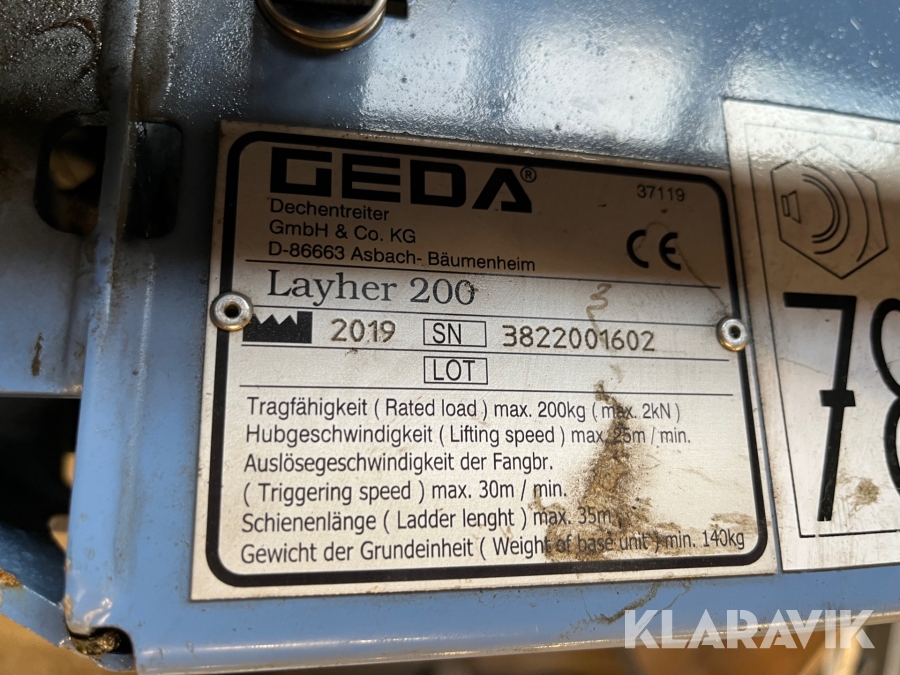 GEDA®
37119
Dechentreiter
GmbH & Co. KG
D-86663 Asbach- Bäumenheim
CE
Layher 200
2019 SN 3822001602
LOT
Tragfähigkeit ( Rated load ) max. 200kg ( max. 2kN )
Hubgeschwindigkeit ( Lifting speed ) max. 25m / min.
Auslösegeschwindigkeit der Fangbr.
( Triggering speed ) max. 30m / min.
Schienenlänge ( Ladder lenght ) max. 35m
Gewicht der Grundeinheit ( Weight of base unit ) min. 140kg
78
KLARAVIK